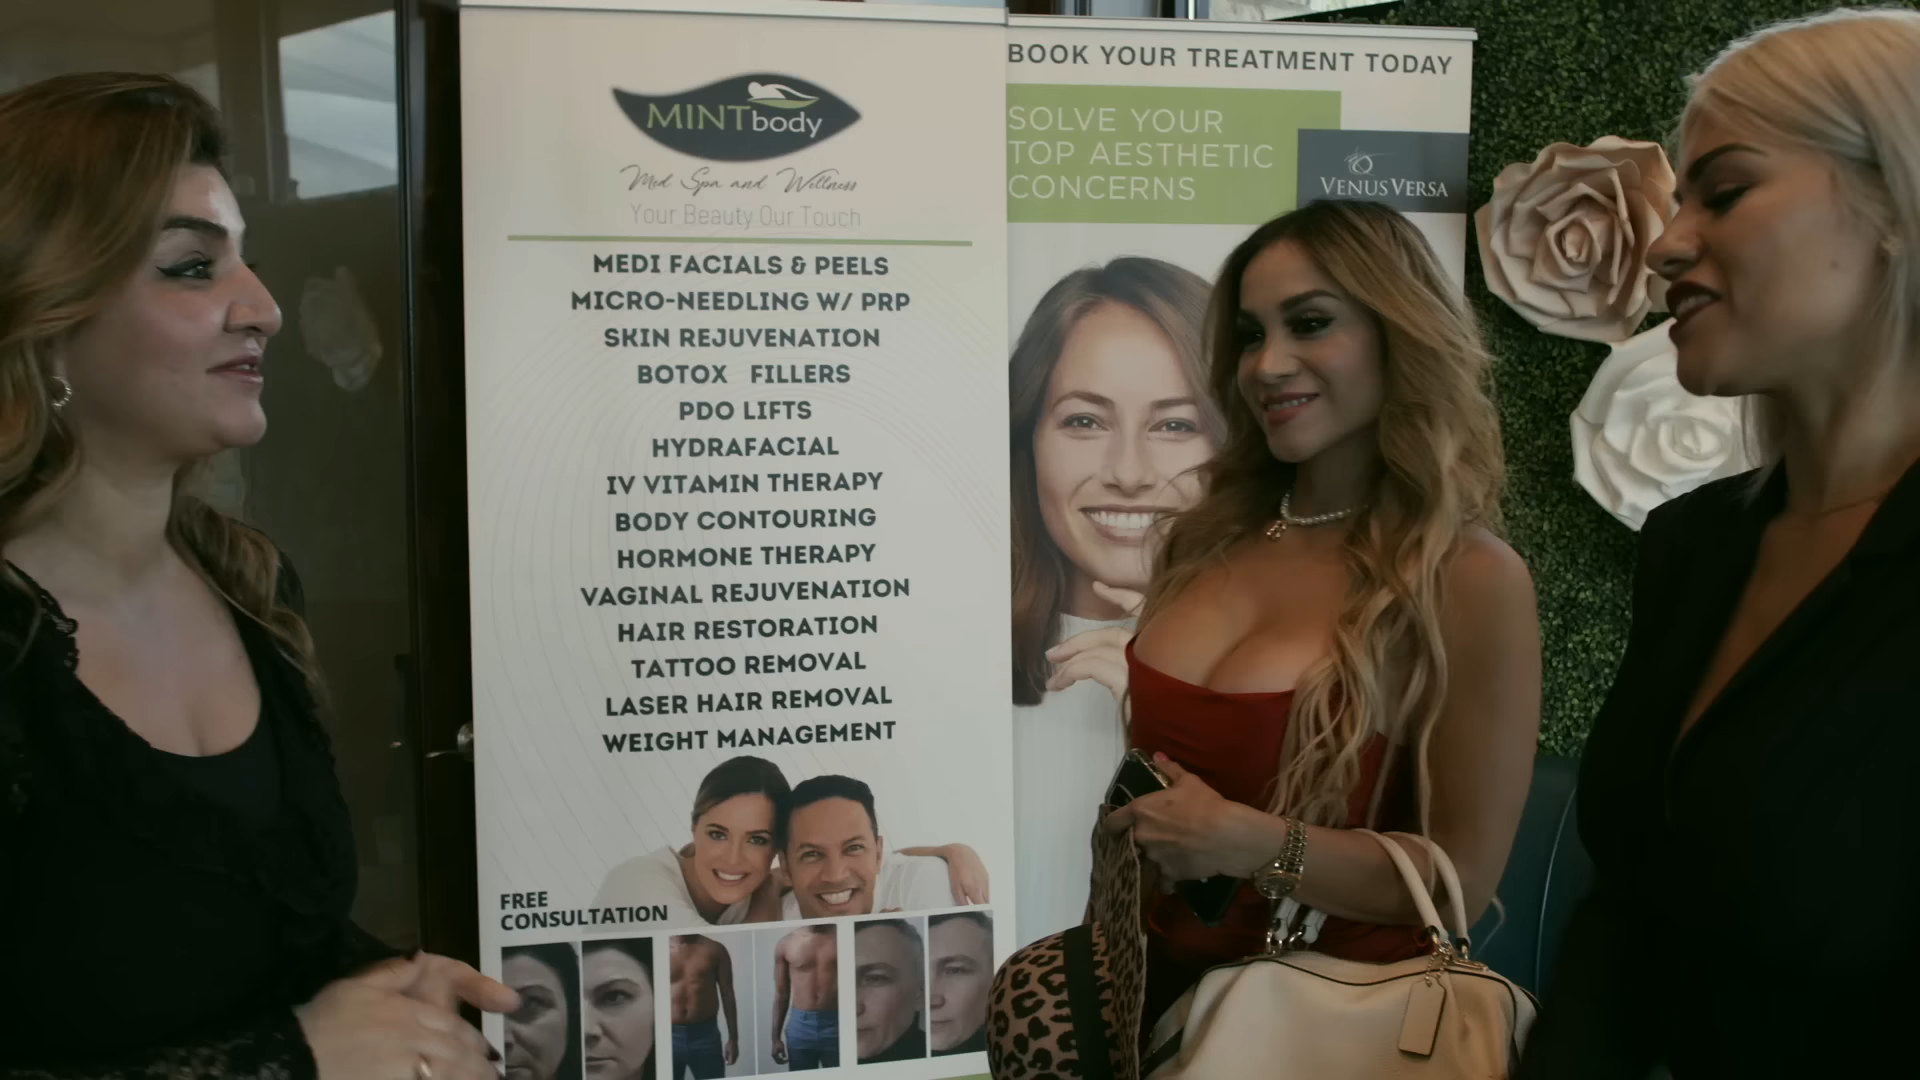 MINTbody
Med Spa and Wellness
Your Beauty Our Touch
MEDI FACIALS & PEELS
MICRO-NEEDLING W/ PRP
SKIN REJUVENATION
BOTOX FILLERS
PDO LIFTS
HYDRAFACIAL
IV VITAMIN THERAPY
BODY CONTOURING
HORMONE THERAPY
VAGINAL REJUVENATION
HAIR RESTORATION
TATTOO REMOVAL
LASER HAIR REMOVAL
WEIGHT MANAGEMENT
FREE
CONSULTATION
BOOK YOUR TREATMENT TODAY
SOLVE YOUR
TOP AESTHETIC
CONCERNS
VENUS VERSA